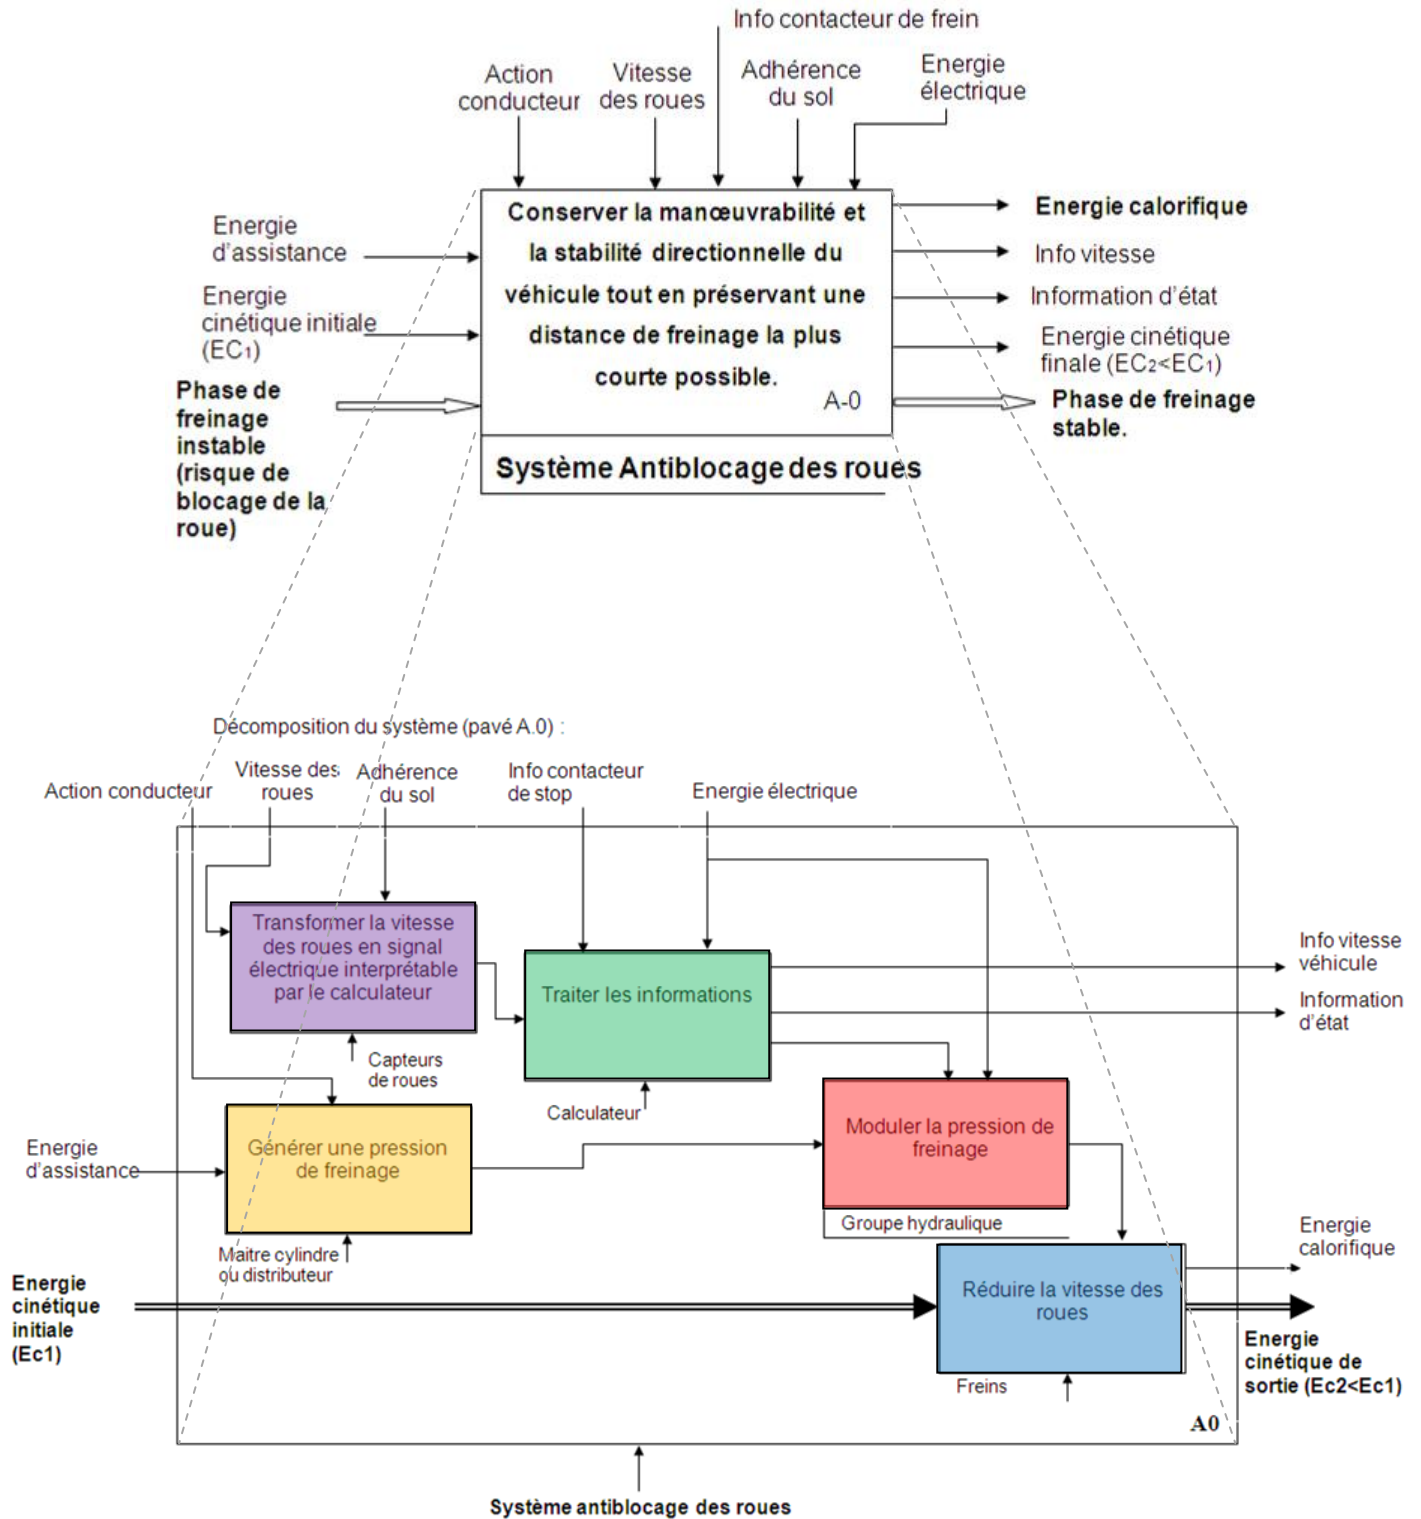 Info contacteur de frein
Action
conducteur
Vitesse
des roues
Adhérence
du sol
Energie
électrique
Energie
d'assistance
Energie
cinétique initiale
(EC1)
Phase de
freinage
instable
(risque de
blocage de la
roue)
Conserver la manœuvrabilité et
la stabilité directionnelle du
véhicule tout en préservant une
distance de freinage la plus
courte possible.
A-0
Système Antiblocage des roues
Energie calorifique
Info vitesse
Information d'état
Energie cinétique
finale (EC2<EC1)
Phase de freinage
stable.
Décomposition du système (pavé A.0) :
Action conducteur
Vitesse des
roues
Adhérence
du sol
Info contacteur
de stop
Energie électrique
Transformer la vitesse
des roues en signal
électrique interprétable
par le calculateur
Capteurs
de roues
Traiter les informations
Calculateur
Info vitesse
véhicule
Information
d'état
Energie
d'assistance
Générer une pression
de freinage
Maitre cylindre
ou distributeur
Moduler la pression de
freinage
Groupe hydraulique
Energie
calorifique
Energie
cinétique
initiale
(Ec1)
Réduire la vitesse des
roues
Freins
Energie
cinétique de
sortie (Ec2<Ec1)
A0
Système antiblocage des roues